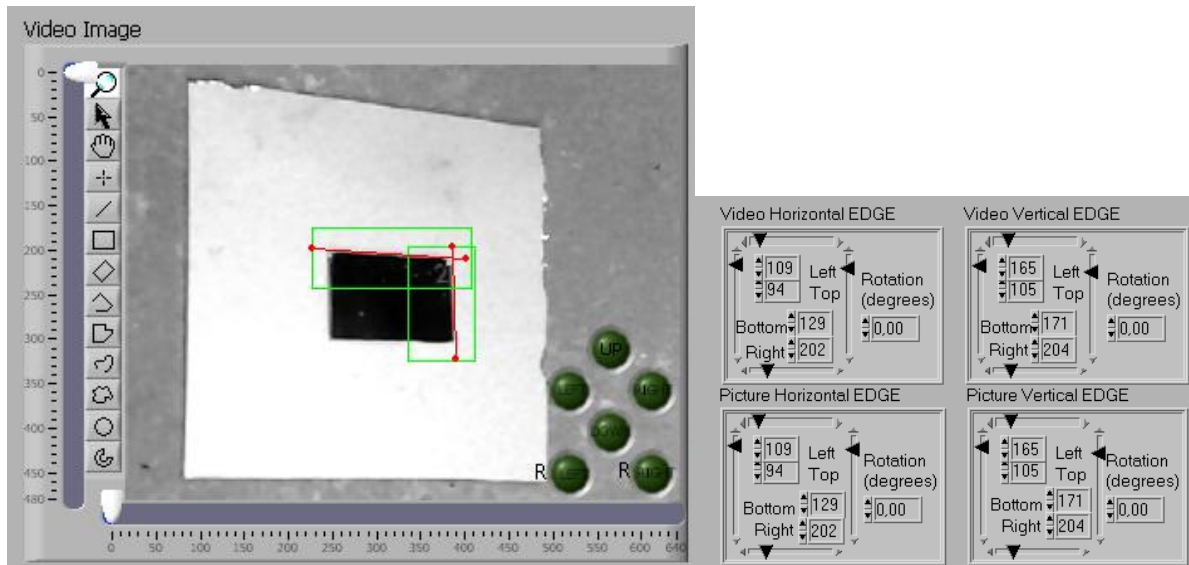 Video Image
0
50
100
150
200
250
300
350
400
450
480
2
UP
LEFT RIGHT
DOWN
R LEFT R RIGHT
0 50 100 150 200 250 300 350 400 450 500 550 600 640
Video Horizontal EDGE
109 Left
94 Top
Rotation
(degrees)
Bottom 129
0,00
Right 202
Video Vertical EDGE
165 Left
105 Top
Rotation
(degrees)
Bottom 171
0,00
Right 204
Picture Horizontal EDGE
109 Left
94 Top
Rotation
(degrees)
Bottom 129
0,00
Right 202
Picture Vertical EDGE
165 Left
105 Top
Rotation
(degrees)
Bottom 171
0,00
Right 204